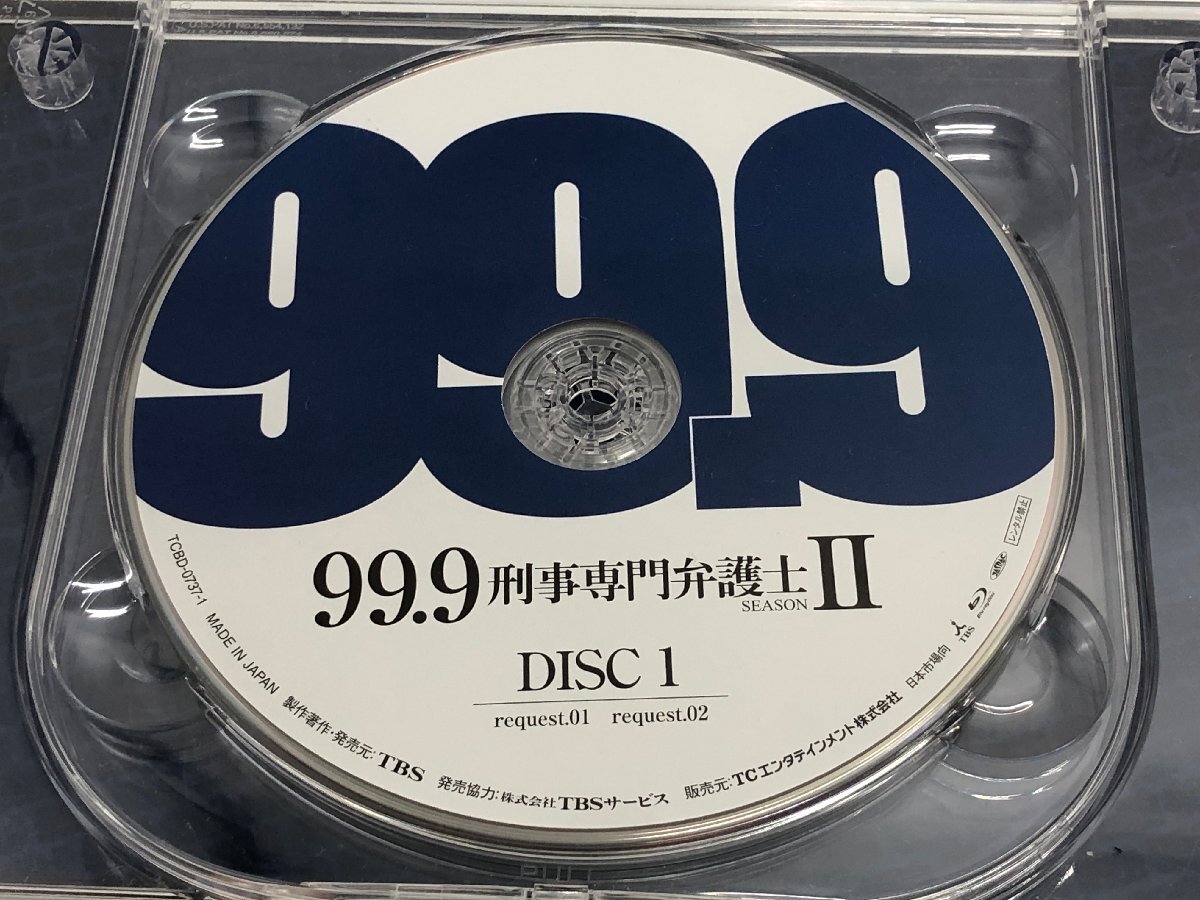 99.9
99.9 刑事専門弁護士 SEASON II
DISC 1
request.01 request.02
TCBD-0737-1 MADE IN JAPAN 製作著作・発売元:TBS 発売協力:株式会社TBSサービス 販売元:TCエンタテインメント株式会社 日本市場向
TBS
Blu-ray Disc
レンタル禁止